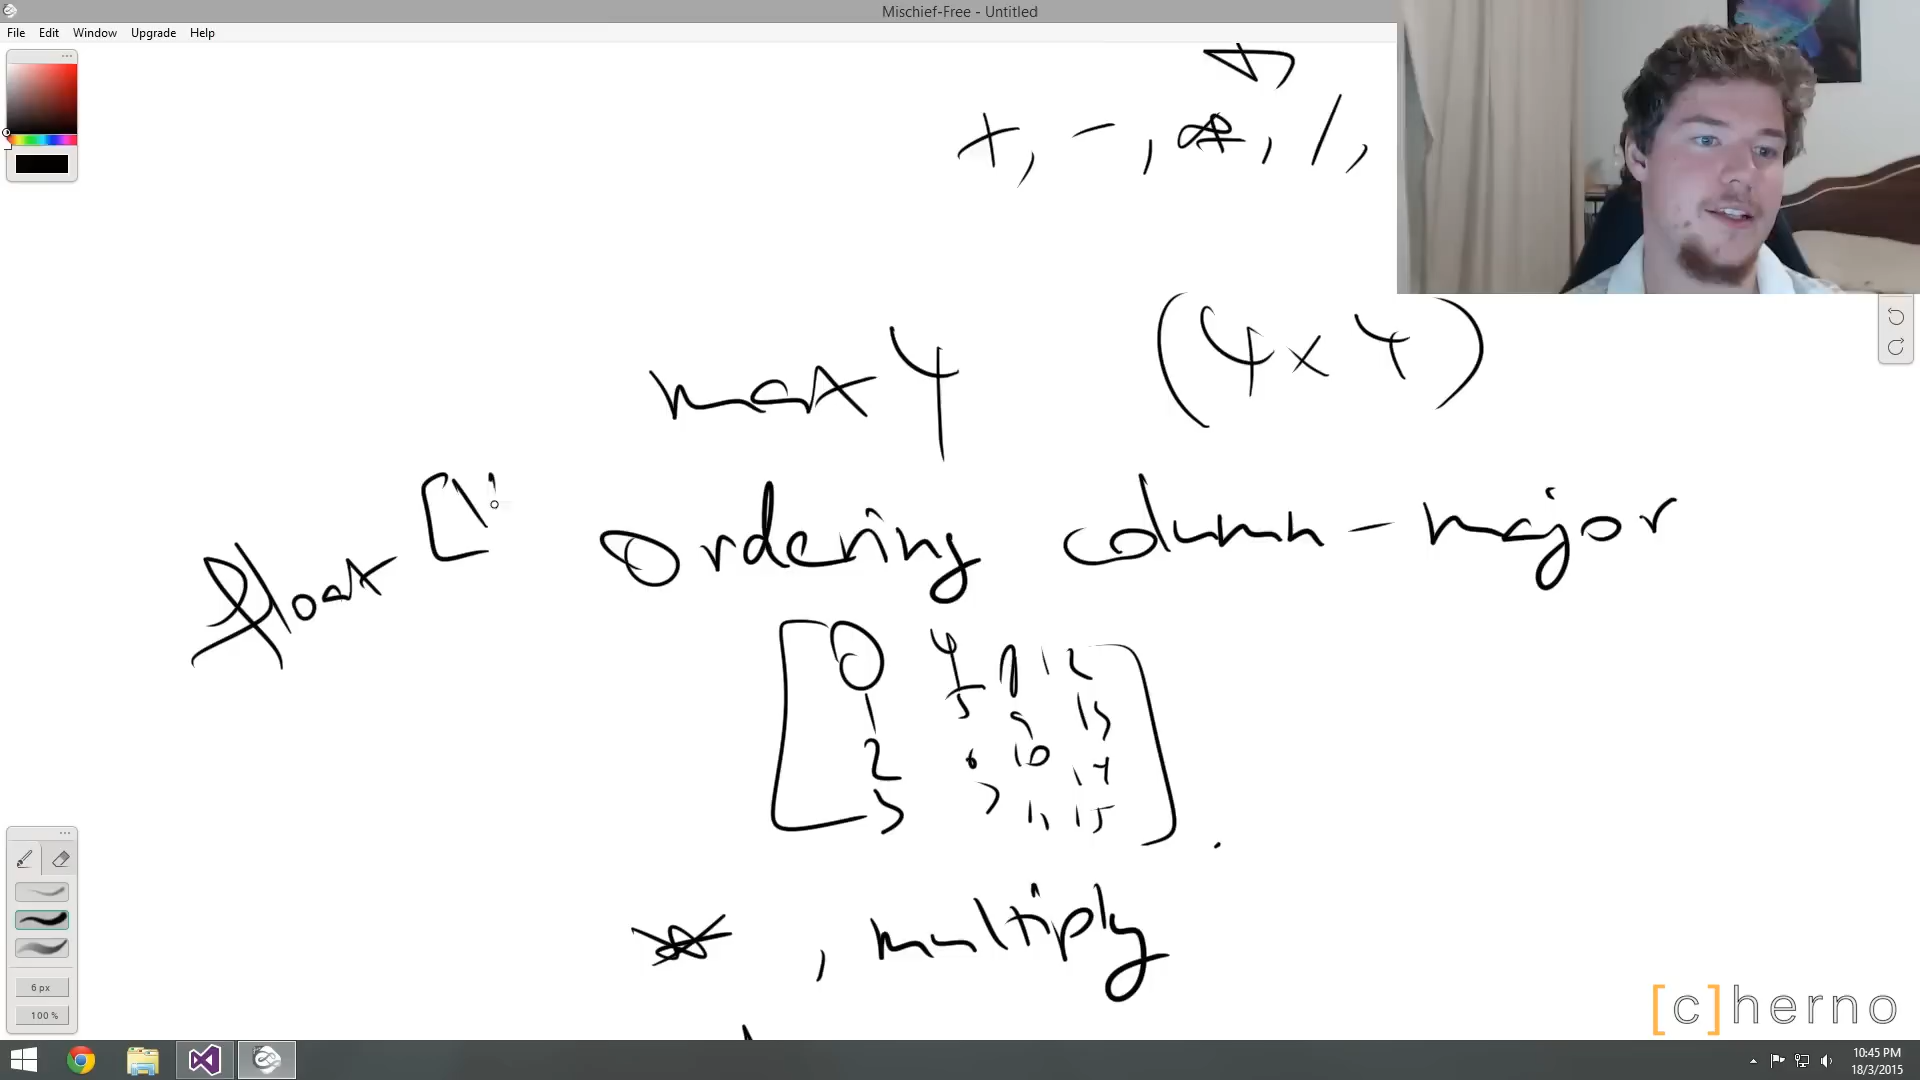 Mischief-Free - Untitled
File Edit Window Upgrade Help
+, -, *, /,
mat4 (4x4)
float [1
Ordering column-major
0 4 8 12
1 5 9 13
2 6 10 14
3 7 11 15
*, multiply
6 px
100 %
[c]herno
10:45 PM
18/3/2015